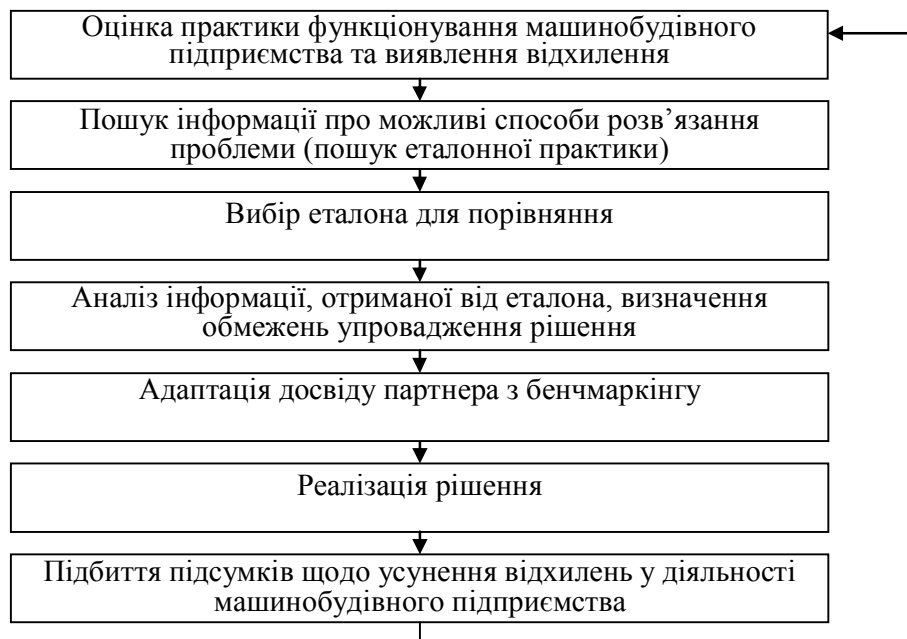 Оцінка практики функціонування машинобудівного
підприємства та виявлення відхилення
Пошук інформації про можливі способи розв’язання
проблеми (пошук еталонної практики)
Вибір еталона для порівняння
Аналіз інформації, отриманої від еталона, визначення
обмежень упровадження рішення
Адаптація досвіду партнера з бенчмаркінгу
Реалізація рішення
Підбиття підсумків щодо усунення відхилень у діяльності
машинобудівного підприємства